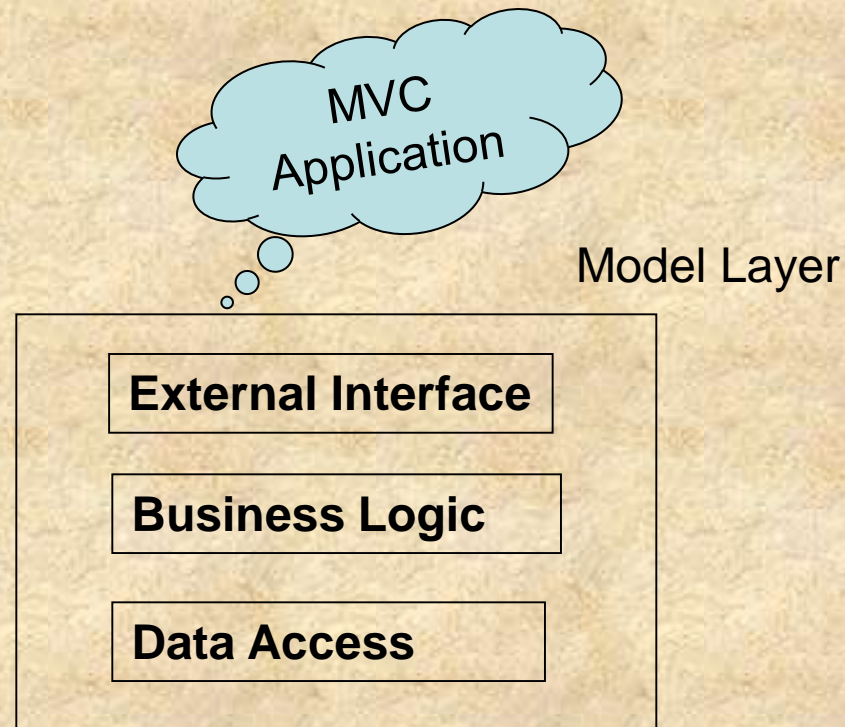 MVC
Application
Model Layer
External Interface
Business Logic
Data Access